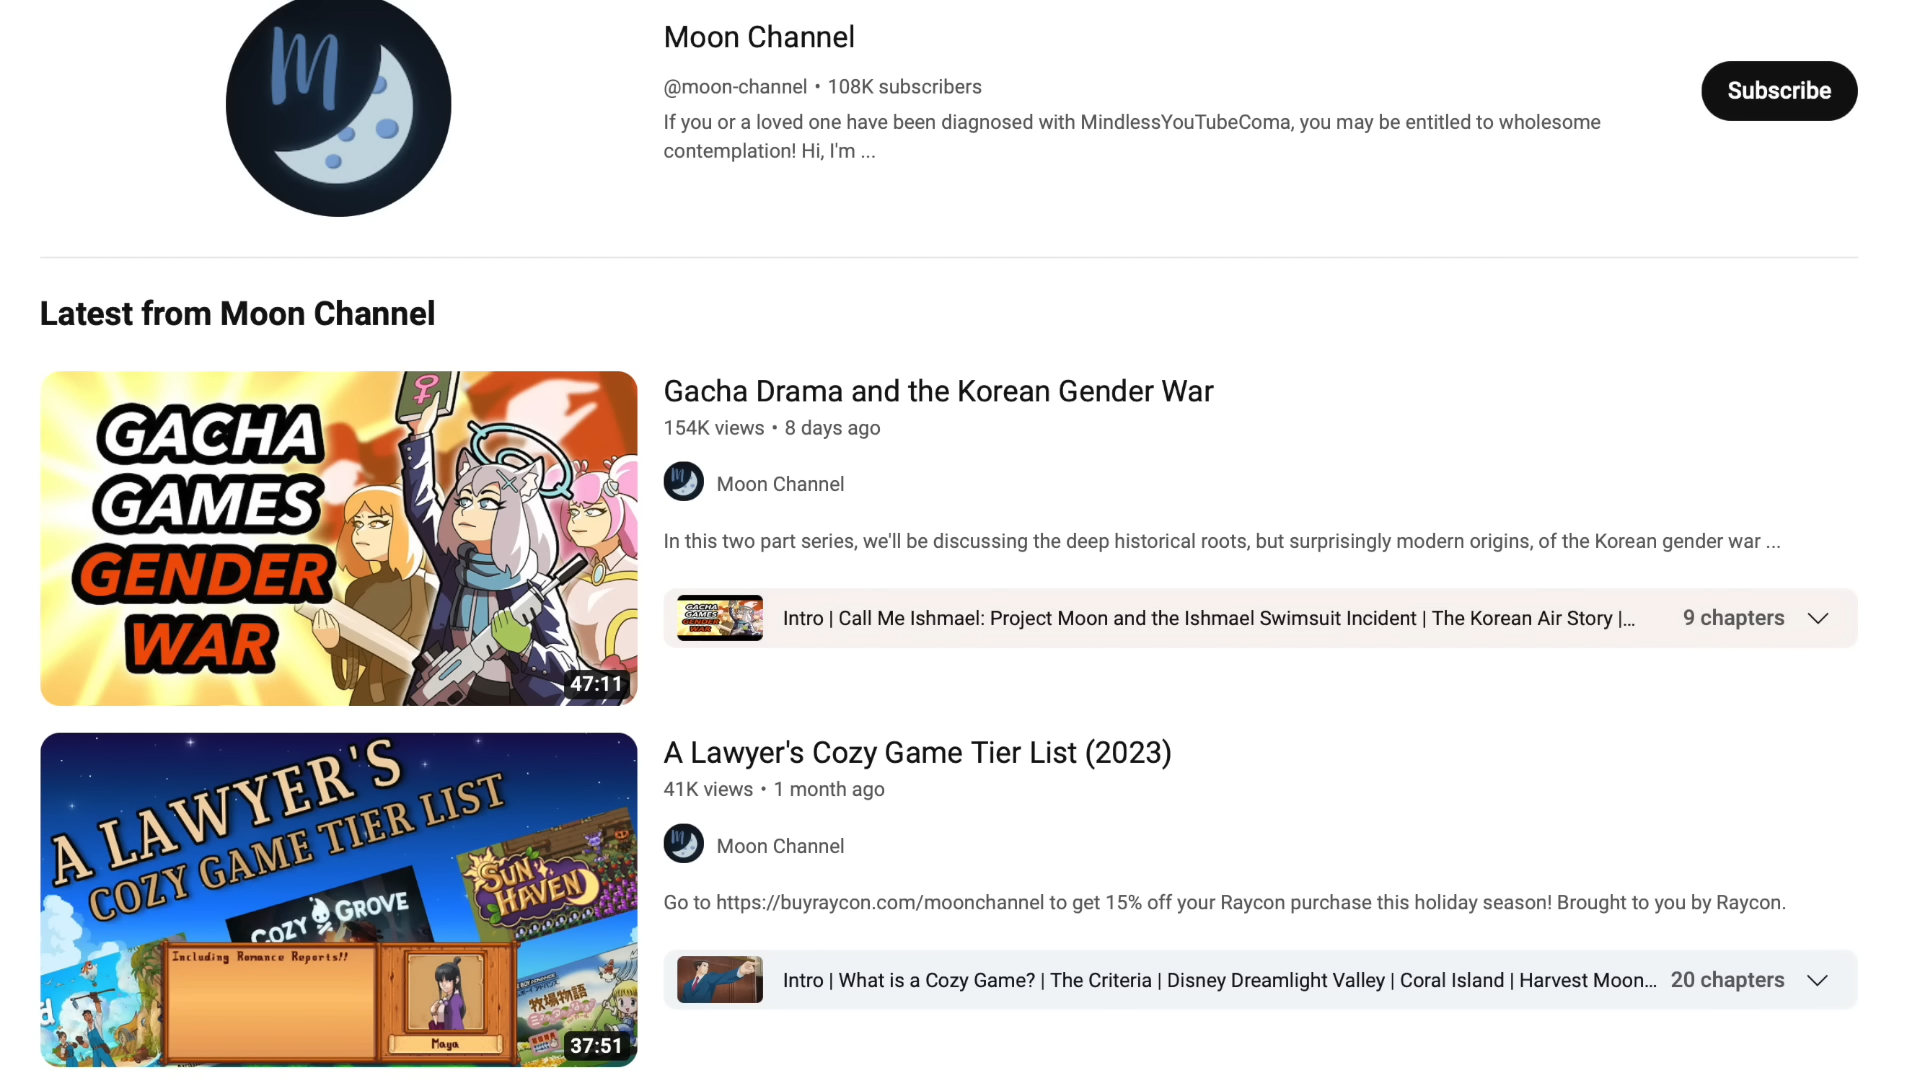 M
Moon Channel
@moon-channel • 108K subscribers
Subscribe
If you or a loved one have been diagnosed with MindlessYouTubeComa, you may be entitled to wholesome
contemplation! Hi, I'm ...
Latest from Moon Channel
GACHA
GAMES
GENDER
WAR
47:11
Gacha Drama and the Korean Gender War
154K views • 8 days ago
M
Moon Channel
In this two part series, we'll be discussing the deep historical roots, but surprisingly modern origins, of the Korean gender war ...
GACHA
GAMES
GENDER
WAR
Intro | Call Me Ishmael: Project Moon and the Ishmael Swimsuit Incident | The Korean Air Story |...
9 chapters
A LAWYER'S
COZY GAME TIER LIST
COZY GROVE
SUN HAVEN
Including Romance Reports!!
Maya
牧場物語
37:51
A Lawyer's Cozy Game Tier List (2023)
41K views • 1 month ago
M
Moon Channel
Go to https://buyraycon.com/moonchannel to get 15% off your Raycon purchase this holiday season! Brought to you by Raycon.
Intro | What is a Cozy Game? | The Criteria | Disney Dreamlight Valley | Coral Island | Harvest Moon...
20 chapters